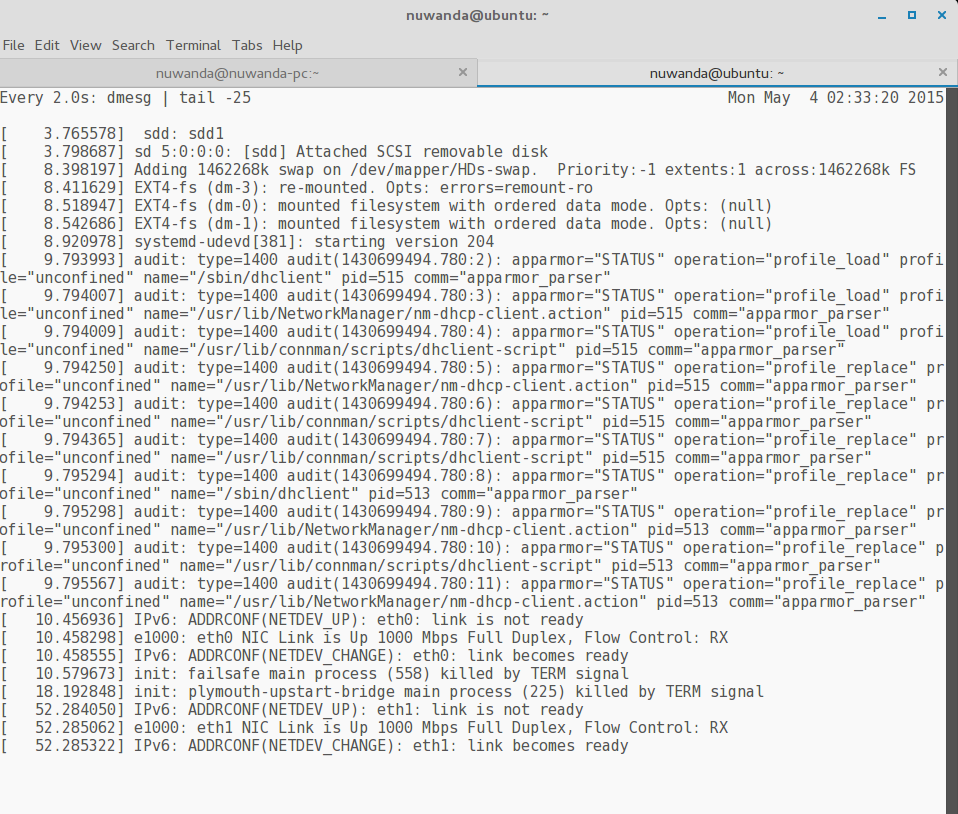 nuwanda@ubuntu: ~
File Edit View Search Terminal Tabs Help
nuwanda@nuwanda-pc:~ nuwanda@ubuntu: ~
Every 2.0s: dmesg | tail -25 Mon May  4 02:33:20 2015
[    3.765578]  sdd: sdd1
[    3.798687] sd 5:0:0:0: [sdd] Attached SCSI removable disk
[    8.398197] Adding 1462268k swap on /dev/mapper/HDs-swap.  Priority:-1 extents:1 across:1462268k FS
[    8.411629] EXT4-fs (dm-3): re-mounted. Opts: errors=remount-ro
[    8.518947] EXT4-fs (dm-0): mounted filesystem with ordered data mode. Opts: (null)
[    8.542686] EXT4-fs (dm-1): mounted filesystem with ordered data mode. Opts: (null)
[    8.920978] systemd-udevd[381]: starting version 204
[    9.793993] audit: type=1400 audit(1430699494.780:2): apparmor="STATUS" operation="profile_load" profi
le="unconfined" name="/sbin/dhclient" pid=515 comm="apparmor_parser"
[    9.794007] audit: type=1400 audit(1430699494.780:3): apparmor="STATUS" operation="profile_load" profi
le="unconfined" name="/usr/lib/NetworkManager/nm-dhcp-client.action" pid=515 comm="apparmor_parser"
[    9.794009] audit: type=1400 audit(1430699494.780:4): apparmor="STATUS" operation="profile_load" profi
le="unconfined" name="/usr/lib/connman/scripts/dhclient-script" pid=515 comm="apparmor_parser"
[    9.794250] audit: type=1400 audit(1430699494.780:5): apparmor="STATUS" operation="profile_replace" pr
ofile="unconfined" name="/usr/lib/NetworkManager/nm-dhcp-client.action" pid=515 comm="apparmor_parser"
[    9.794253] audit: type=1400 audit(1430699494.780:6): apparmor="STATUS" operation="profile_replace" pr
ofile="unconfined" name="/usr/lib/connman/scripts/dhclient-script" pid=515 comm="apparmor_parser"
[    9.794365] audit: type=1400 audit(1430699494.780:7): apparmor="STATUS" operation="profile_replace" pr
ofile="unconfined" name="/usr/lib/connman/scripts/dhclient-script" pid=515 comm="apparmor_parser"
[    9.795294] audit: type=1400 audit(1430699494.780:8): apparmor="STATUS" operation="profile_replace" pr
ofile="unconfined" name="/sbin/dhclient" pid=513 comm="apparmor_parser"
[    9.795298] audit: type=1400 audit(1430699494.780:9): apparmor="STATUS" operation="profile_replace" pr
ofile="unconfined" name="/usr/lib/NetworkManager/nm-dhcp-client.action" pid=513 comm="apparmor_parser"
[    9.795300] audit: type=1400 audit(1430699494.780:10): apparmor="STATUS" operation="profile_replace" p
rofile="unconfined" name="/usr/lib/connman/scripts/dhclient-script" pid=513 comm="apparmor_parser"
[    9.795567] audit: type=1400 audit(1430699494.780:11): apparmor="STATUS" operation="profile_replace" p
rofile="unconfined" name="/usr/lib/NetworkManager/nm-dhcp-client.action" pid=513 comm="apparmor_parser"
[   10.456936] IPv6: ADDRCONF(NETDEV_UP): eth0: link is not ready
[   10.458298] e1000: eth0 NIC Link is Up 1000 Mbps Full Duplex, Flow Control: RX
[   10.458555] IPv6: ADDRCONF(NETDEV_CHANGE): eth0: link becomes ready
[   10.579673] init: failsafe main process (558) killed by TERM signal
[   18.192848] init: plymouth-upstart-bridge main process (225) killed by TERM signal
[   52.284050] IPv6: ADDRCONF(NETDEV_UP): eth1: link is not ready
[   52.285062] e1000: eth1 NIC Link is Up 1000 Mbps Full Duplex, Flow Control: RX
[   52.285322] IPv6: ADDRCONF(NETDEV_CHANGE): eth1: link becomes ready